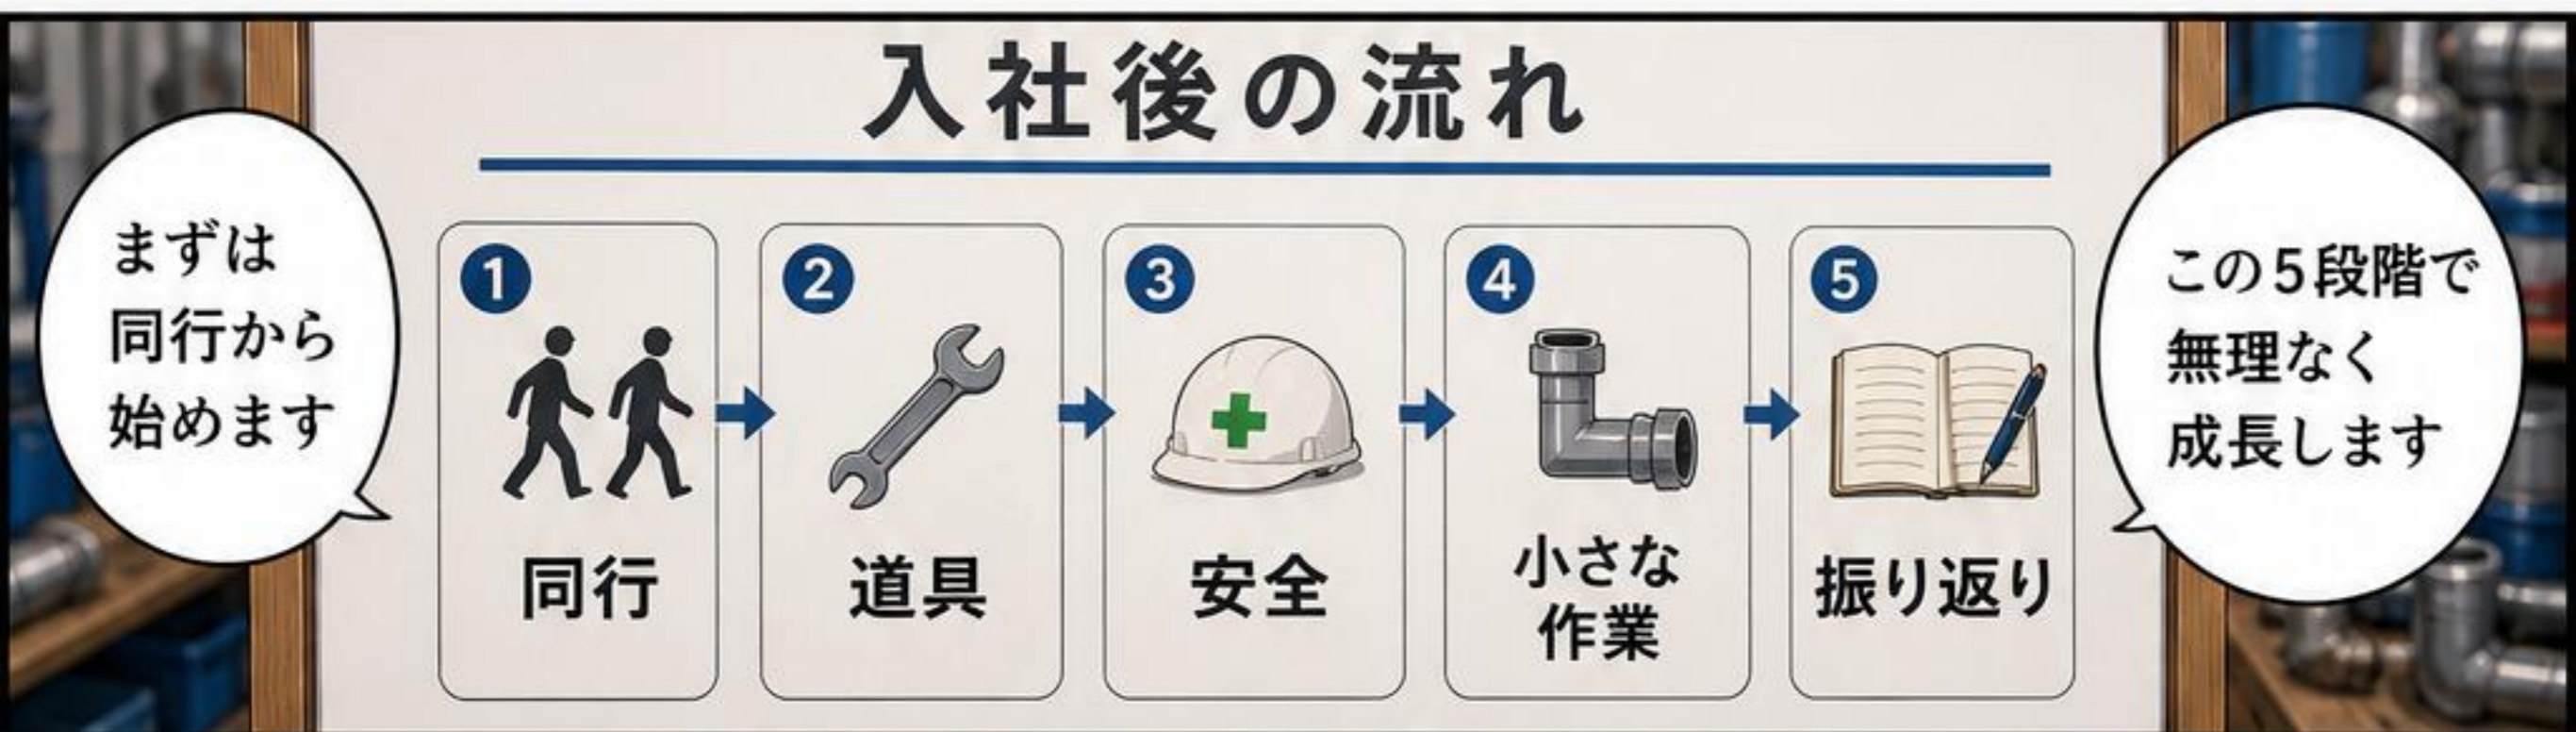 入社後の流れ
まずは
同行から
始めます
1
同行
2
道具
3
安全
4
小さな
作業
5
振り返り
この5段階で
無理なく
成長します